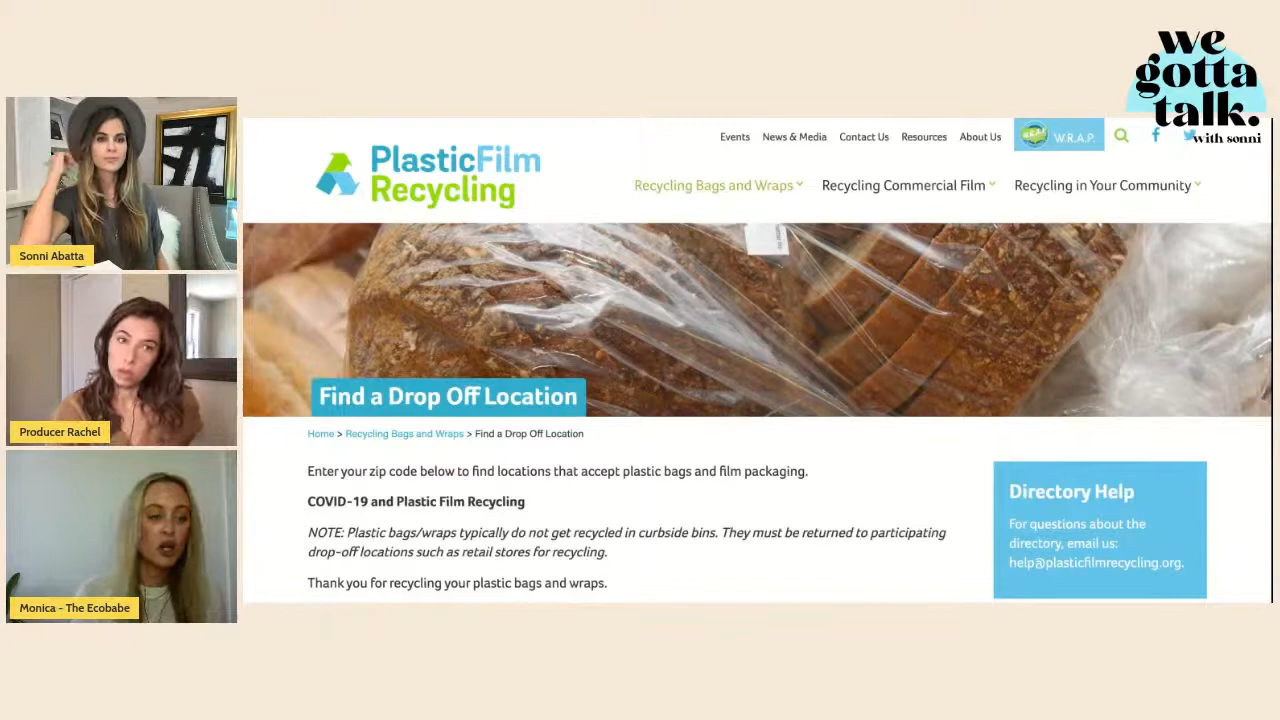 we
gotta
talk.
with sonni
Sonni Abatta
Producer Rachel
Monica - The Ecobabe
Events News & Media Contact Us Resources About Us W.R.A.P.
PlasticFilm
Recycling
Recycling Bags and Wraps Recycling Commercial Film Recycling in Your Community
Find a Drop Off Location
Home > Recycling Bags and Wraps > Find a Drop Off Location
Enter your zip code below to find locations that accept plastic bags and film packaging.
COVID-19 and Plastic Film Recycling
NOTE: Plastic bags/wraps typically do not get recycled in curbside bins. They must be returned to participating
drop-off locations such as retail stores for recycling.
Thank you for recycling your plastic bags and wraps.
Directory Help
For questions about the
directory, email us:
help@plasticfilmrecycling.org.